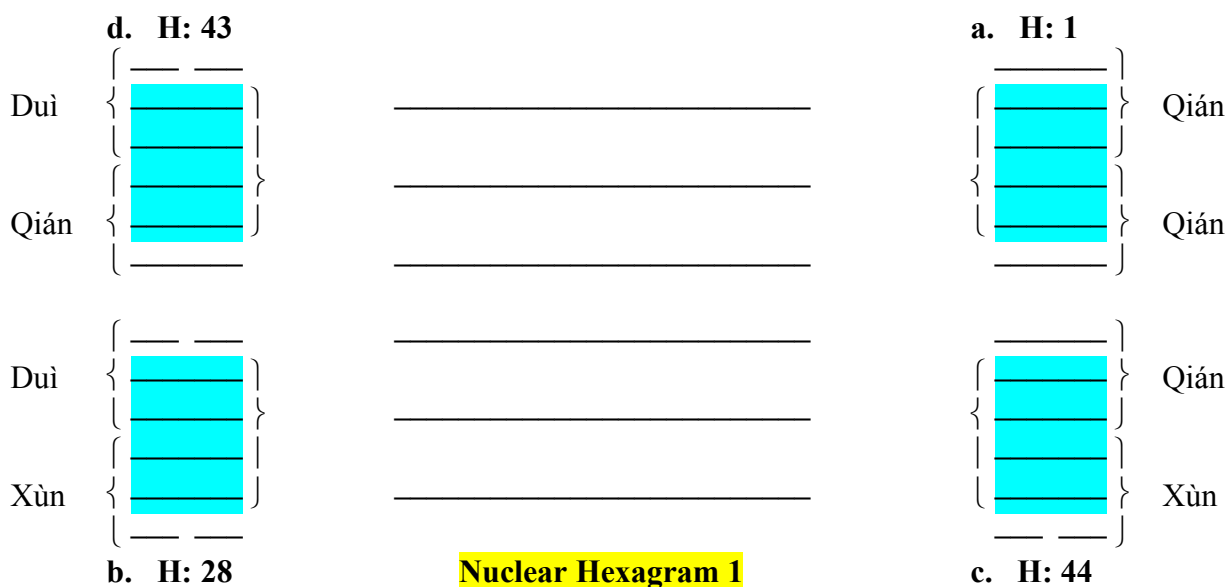 d. H: 43
a. H: 1
Duì
Qián
Qián
Qián
Duì
Qián
Xùn
Xùn
b. H: 28
Nuclear Hexagram 1
c. H: 44